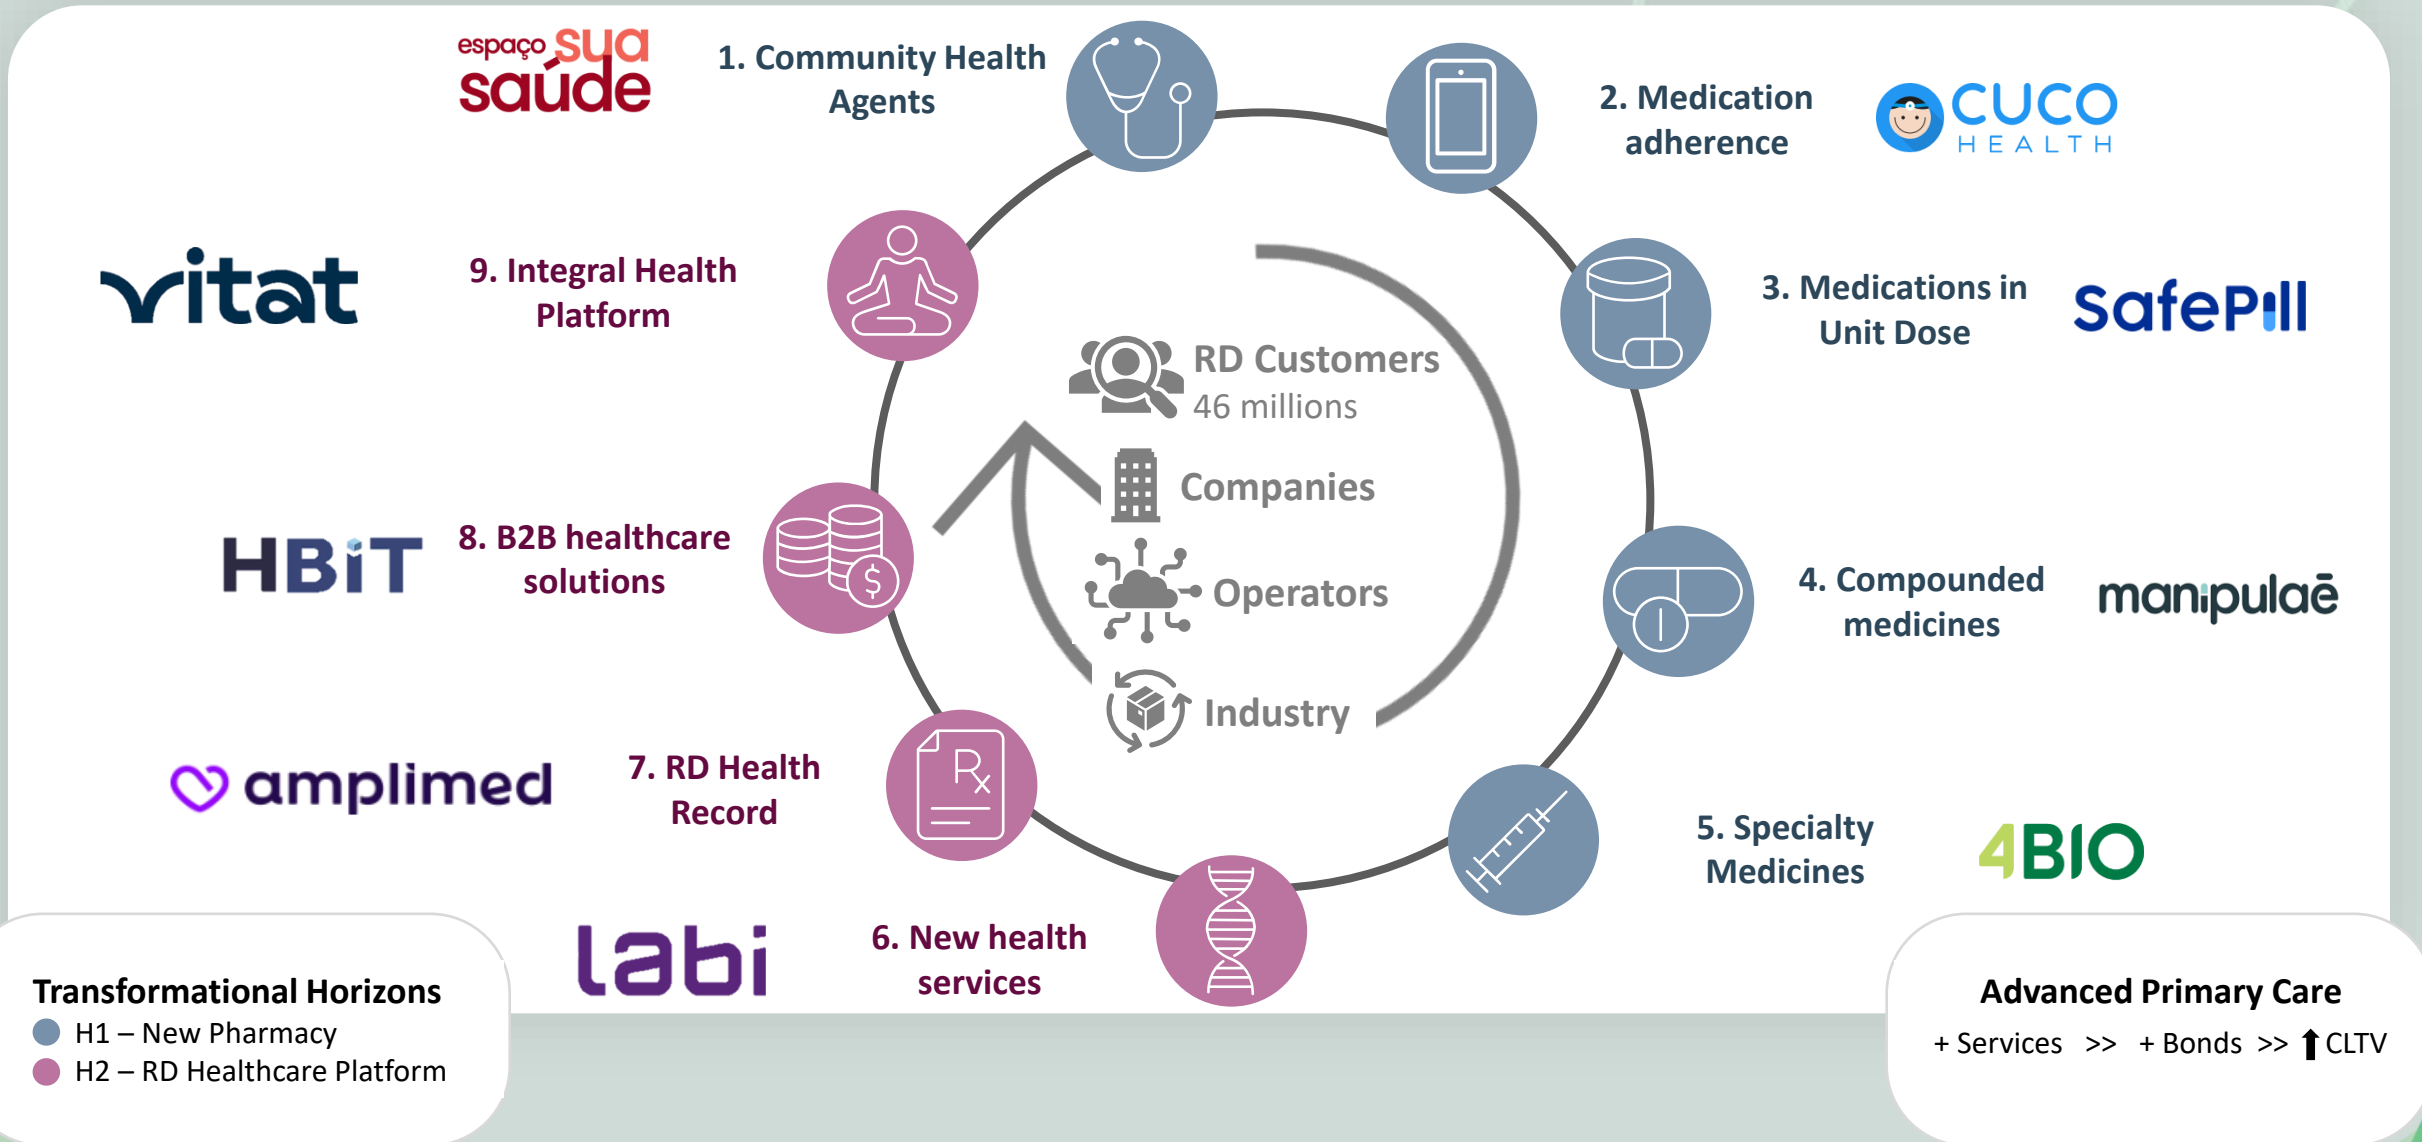 espaço sua
saúde
1. Community Health
Agents
2. Medication
adherence
CUCO
HEALTH
vitat
9. Integral Health
Platform
3. Medications in
Unit Dose
SafePill
RD Customers
46 millions
Companies
HBiT
8. B2B healthcare
solutions
$
Operators
4. Compounded
medicines
manipulaē
Industry
amplimed
7. RD Health
Record
Rx
5. Specialty
Medicines
4BIO
labi
6. New health
services
Transformational Horizons
H1 – New Pharmacy
H2 – RD Healthcare Platform
Advanced Primary Care
+ Services >> + Bonds >> ⬆CLTV